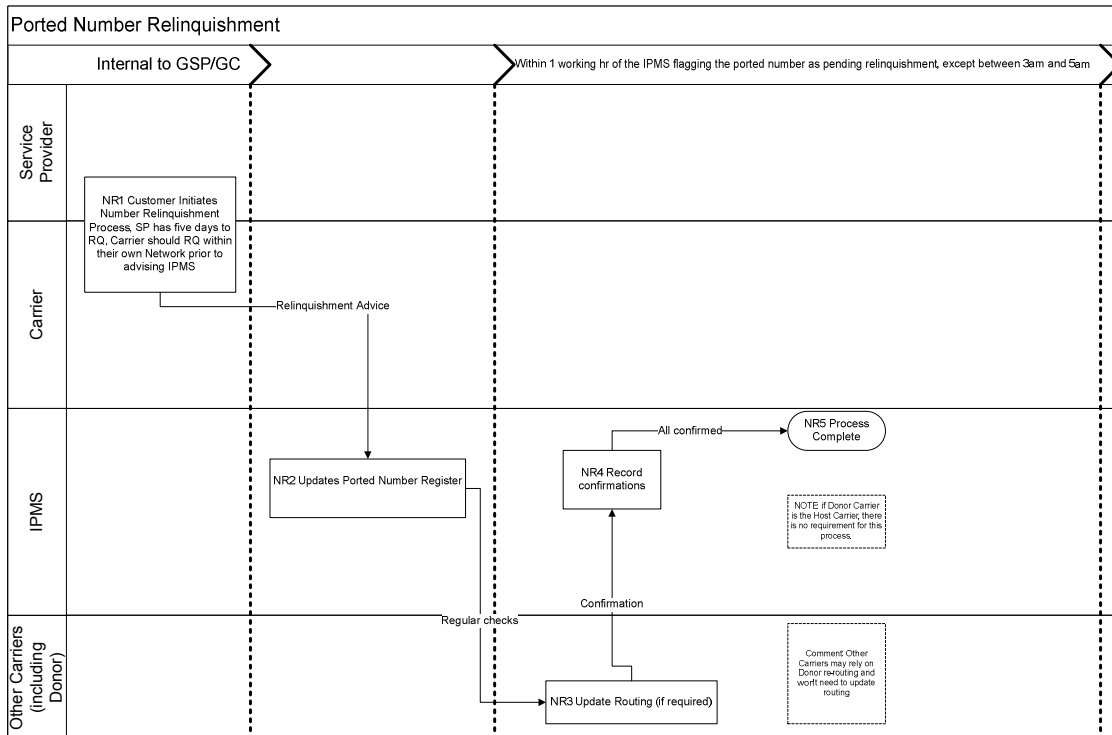 Ported Number Relinquishment
Internal to GSP/GC
Within 1 working hr of the IPMS flagging the ported number as pending relinquishment, except between 3am and 5am
Service
Provider
NR1 Customer Initiates
Number Relinquishment
Process, SP has five days to
RQ, Carrier should RQ within
their own Network prior to
advising IPMS
Carrier
Relinquishment Advice
IPMS
NR2 Updates Ported Number Register
All confirmed
NR5 Process
Complete
NR4 Record
confirmations
NOTE: if Donor Carrier
is the Host Carrier, there
is no requirement for this
process.
Confirmation
Regular checks
Other Carriers
(including
Donor)
NR3 Update Routing (if required)
Comment: Other
Carriers may rely on
Donor re-routing and
won't need to update
routing